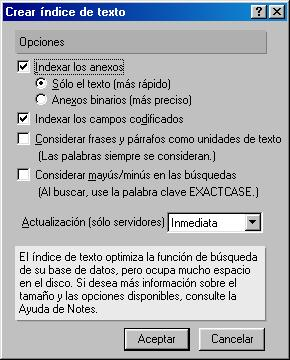 Crear índice de texto
Opciones
Indexar los anexos
Sólo el texto (más rápido)
Anexos binarios (más preciso)
Indexar los campos codificados
Considerar frases y párrafos como unidades de texto
(Las palabras siempre se consideran.)
Considerar mayús/minús en las búsquedas
(Al buscar, use la palabra clave EXACTCASE.)
Actualización (sólo servidores) Inmediata
El índice de texto optimiza la función de búsqueda
de su base de datos, pero ocupa mucho espacio
en el disco. Si desea más información sobre el
tamaño y las opciones disponibles, consulte la
Ayuda de Notes.
Aceptar Cancelar